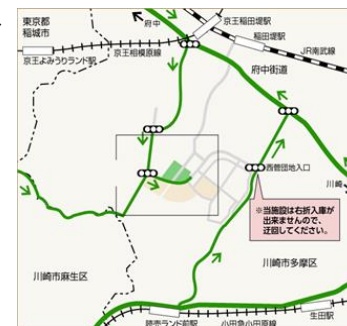 東京都
稲城市
府中
京王稲田堤駅
稲田堤駅
JR南武線
京王相模原線
京王よみうりランド駅
府中街道
西菅団地入口
川崎
※当施設は右折入庫が
出来ませんので、
迂回してください。
川崎市麻生区
川崎市多摩区
生田駅
読売ランド前駅
小田急小田原線